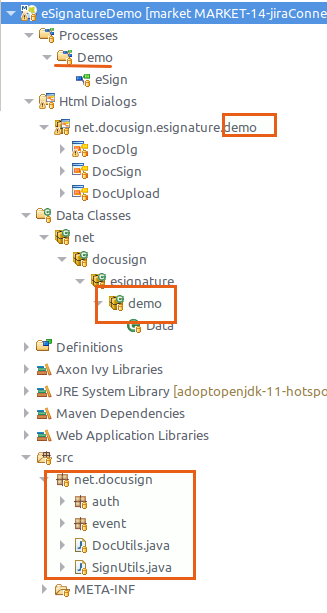 eSignatureDemo [market MARKET-14-jiraConne
Processes
Demo
eSign
Html Dialogs
net.docusign.esignature.demo
DocDlg
DocSign
DocUpload
Data Classes
net
docusign
esignature
demo
Data
Definitions
Axon Ivy Libraries
JRE System Library [adoptopenjdk-11-hotspo
Maven Dependencies
Web Application Libraries
src
net.docusign
auth
event
DocUtils.java
SignUtils.java
META-INF